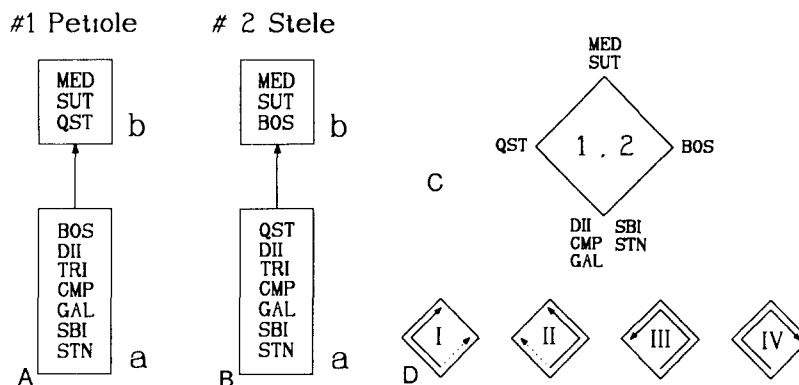 #1 Petiole
MED
SUT
QST
b
BOS
DII
TRI
CMP
GAL
SBI
STN
a
A
# 2 Stele
MED
SUT
BOS
b
QST
DII
TRI
CMP
GAL
SBI
STN
a
B
MED
SUT
QST
1 , 2
BOS
DII SBI
CMP STN
GAL
C
I
II
III
IV
D